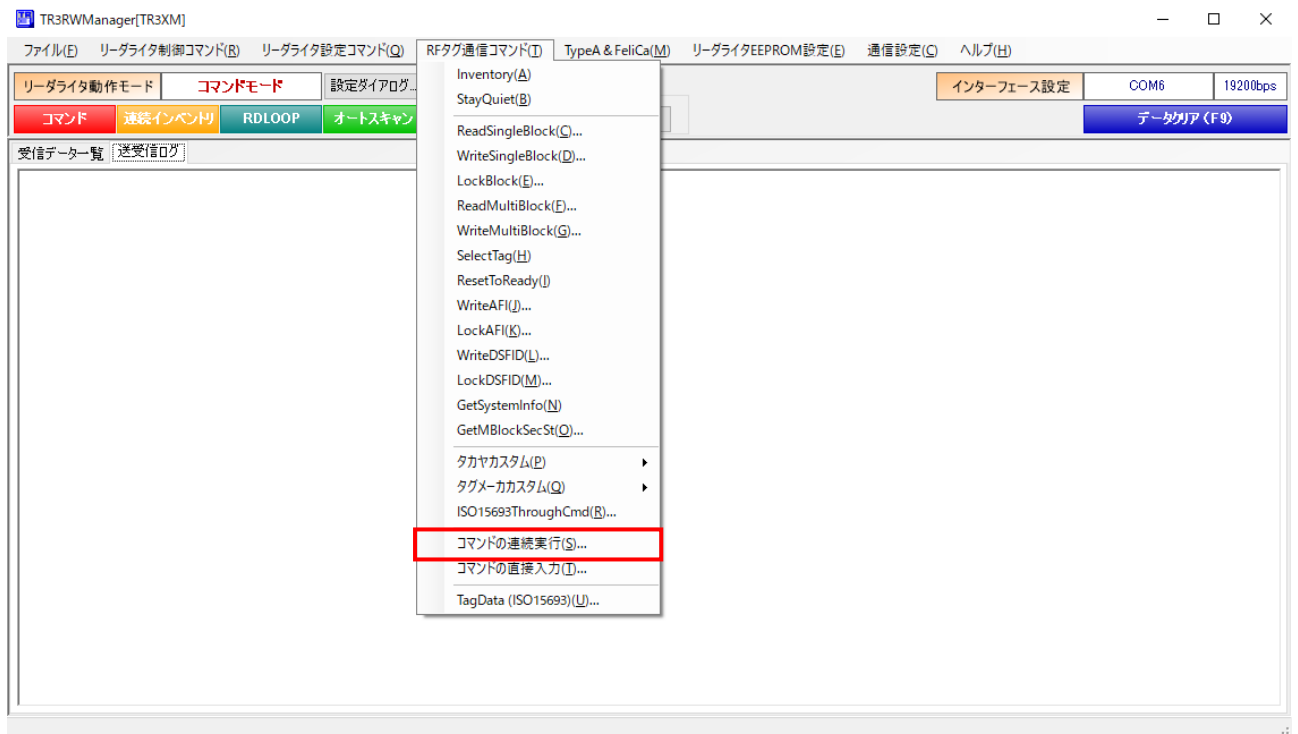 TR3RWManager[TR3XM]
ファイル(F) リーダライタ制御コマンド(R) リーダライタ設定コマンド(Q) RFタグ通信コマンド(T) TypeA & FeliCa(M) リーダライタEEPROM設定(E) 通信設定(C) ヘルプ(H)
リーダライタ動作モード コマンドモード 設定ダイアログ... インターフェース設定 COM6 19200bps
コマンド 連続インベントリ RDLOOP オートスキャン データクリア(F9)
受信データ一覧 送受信ログ
Inventory(A)
StayQuiet(B)
ReadSingleBlock(C)...
WriteSingleBlock(D)...
LockBlock(E)...
ReadMultiBlock(F)...
WriteMultiBlock(G)...
SelectTag(H)
ResetToReady(I)
WriteAFI(J)...
LockAFI(K)...
WriteDSFID(L)...
LockDSFID(M)...
GetSystemInfo(N)
GetMBlockSecSt(O)...
タカヤカスタム(P)
タグメーカカスタム(Q)
ISO15693ThroughCmd(R)...
コマンドの連続実行(S)...
コマンドの直接入力(T)...
TagData (ISO15693)(U)...